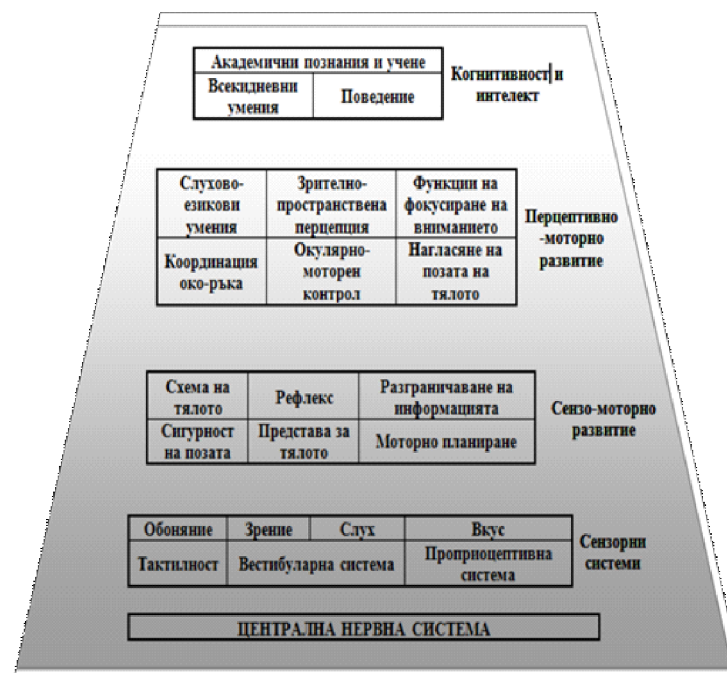 Академични познания и учене
Всекидневни
умения
Поведение
Когнитивност и
интелект
Слухово-
езикови
умения
Зрително-
пространствена
перцепция
Функции на
фокусиране на
вниманието
Координация
око-ръка
Окулярно-
моторен
контрол
Нагласяне на
позата на
тялото
Перцептивно
-моторно
развитие
Схема на
тялото
Рефлекс
Разграничаване на
информацията
Сигурност
на позата
Представа за
тялото
Моторно планиране
Сензо-моторно
развитие
Обоняние
Зрение
Слух
Вкус
Тактилност
Вестибуларна система
Проприоцептивна
система
Сензорни
системи
ЦЕНТРАЛНА НЕРВНА СИСТЕМА